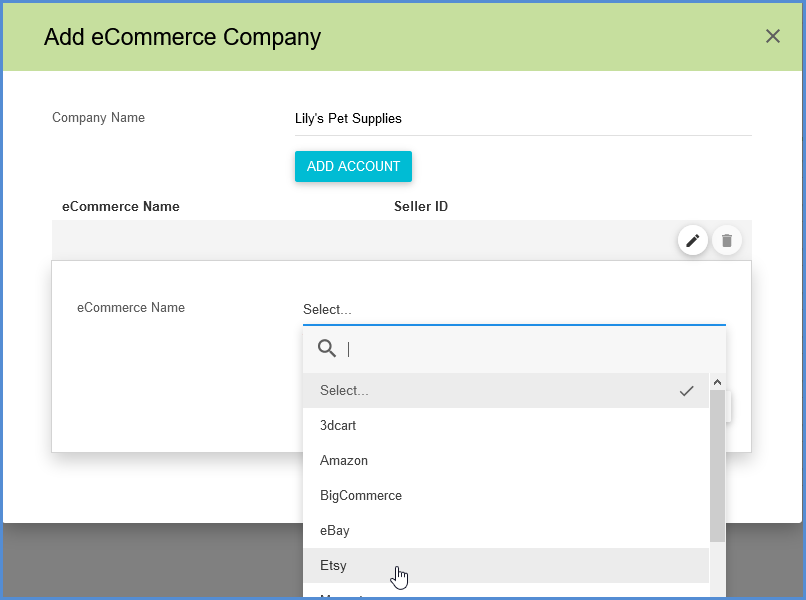 Add eCommerce Company
Company Name
Lily's Pet Supplies
ADD ACCOUNT
eCommerce Name
Seller ID
eCommerce Name
Select...
Select...
3dcart
Amazon
BigCommerce
eBay
Etsy